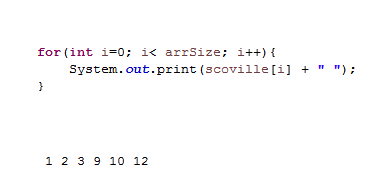 for(int i=0; i< arrSize; i++){
    System.out.print(scoville[i] + " ");
}
1 2 3 9 10 12